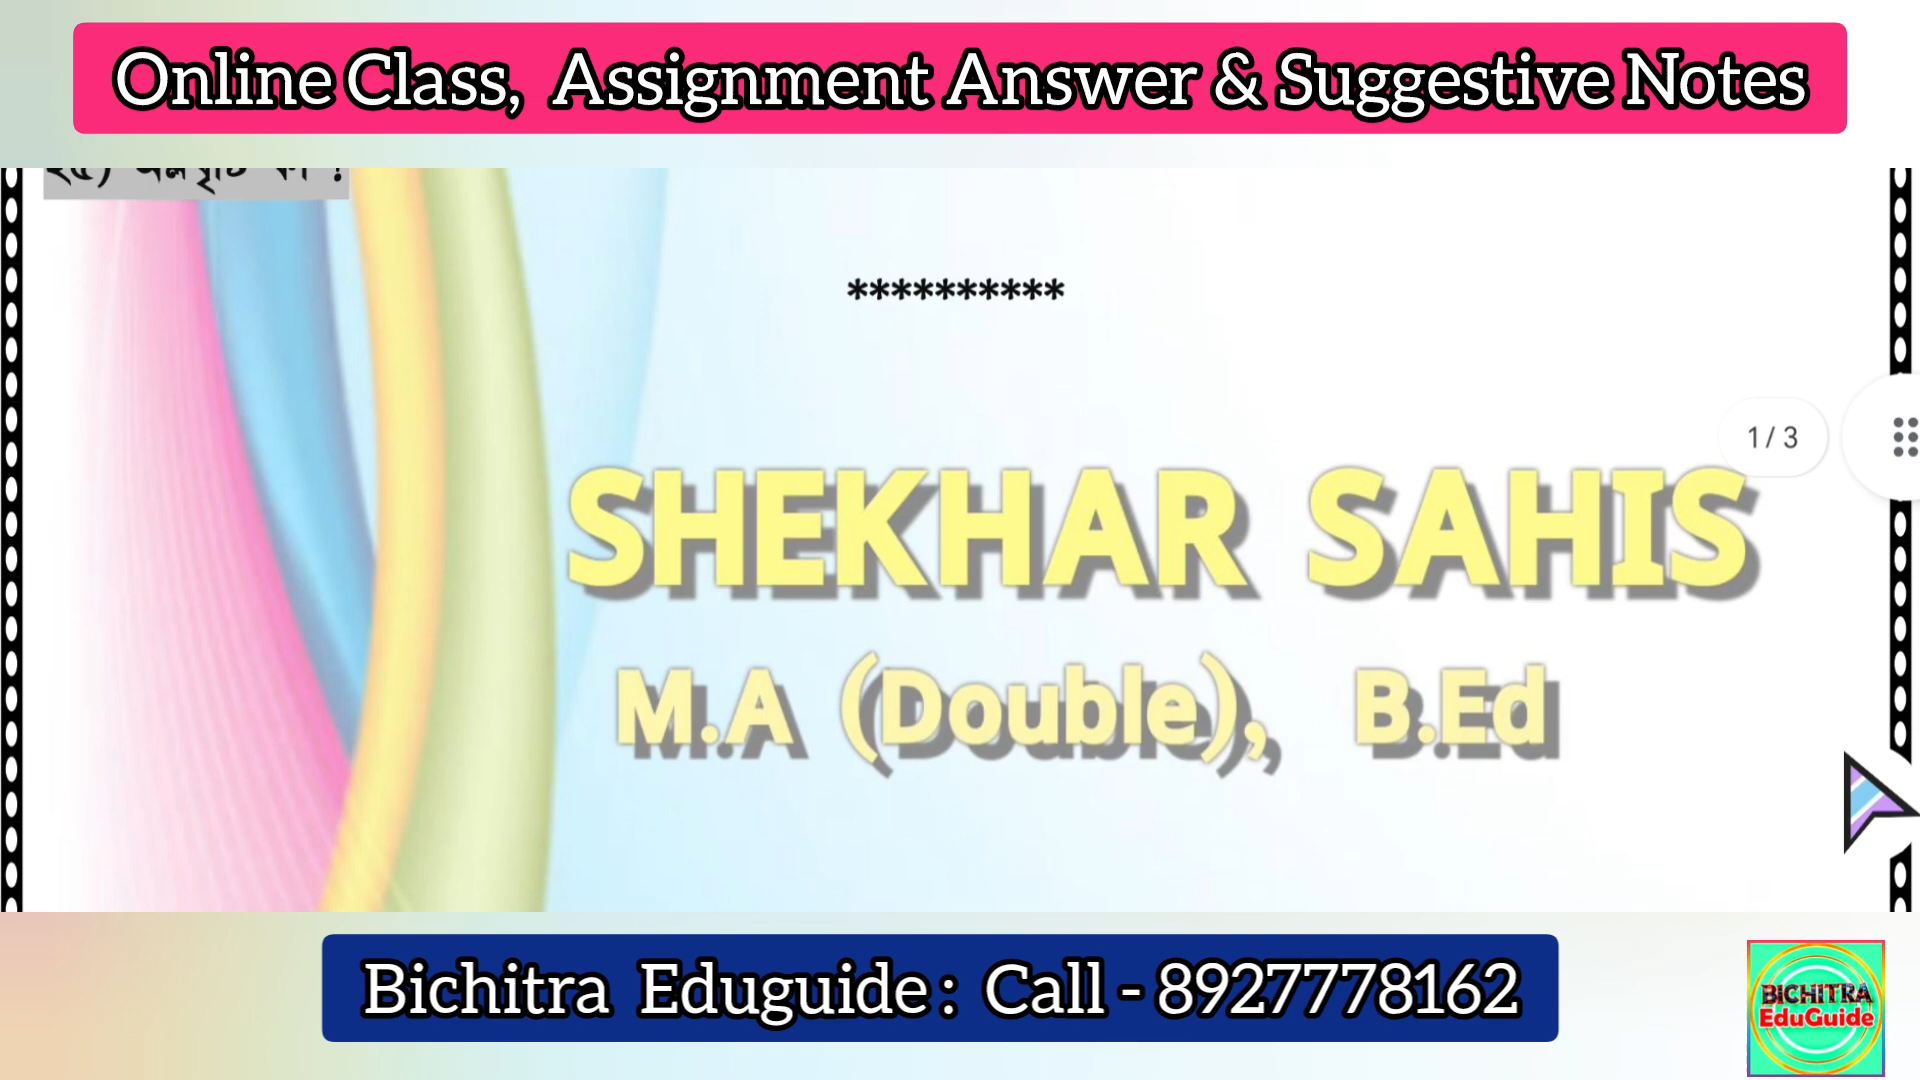 Online Class, Assignment Answer & Suggestive Notes
**********
1 / 3
SHEKHAR SAHIS
M.A (Double), B.Ed
Bichitra Eduguide : Call - 8927778162
BICHITRA
EduGuide